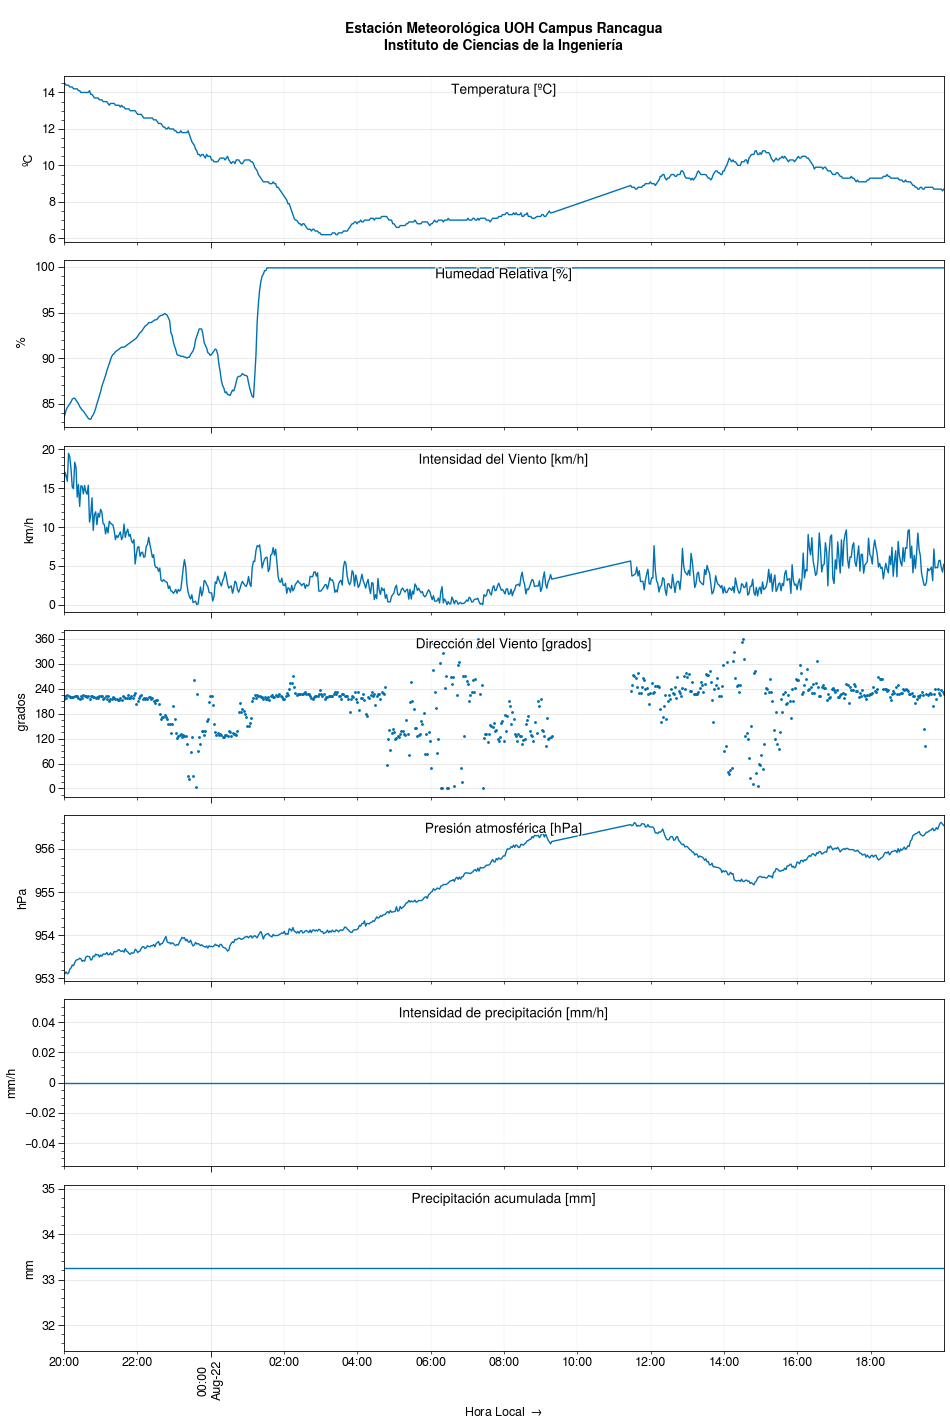 Estación Meteorológica UOH Campus Rancagua
Instituto de Ciencias de la Ingeniería
Temperatura [ºC]
14
12
10
8
6
ºC
Humedad Relativa [%]
100
95
90
85
%
Intensidad del Viento [km/h]
20
15
10
5
0
km/h
Dirección del Viento [grados]
360
300
240
180
120
60
0
grados
Presión atmosférica [hPa]
956
955
954
953
hPa
Intensidad de precipitación [mm/h]
0.04
0.02
0
−0.02
−0.04
mm/h
Precipitación acumulada [mm]
35
34
33
32
mm
20:00 22:00 00:00 02:00 04:00 06:00 08:00 10:00 12:00 14:00 16:00 18:00
Aug-22
Hora Local →